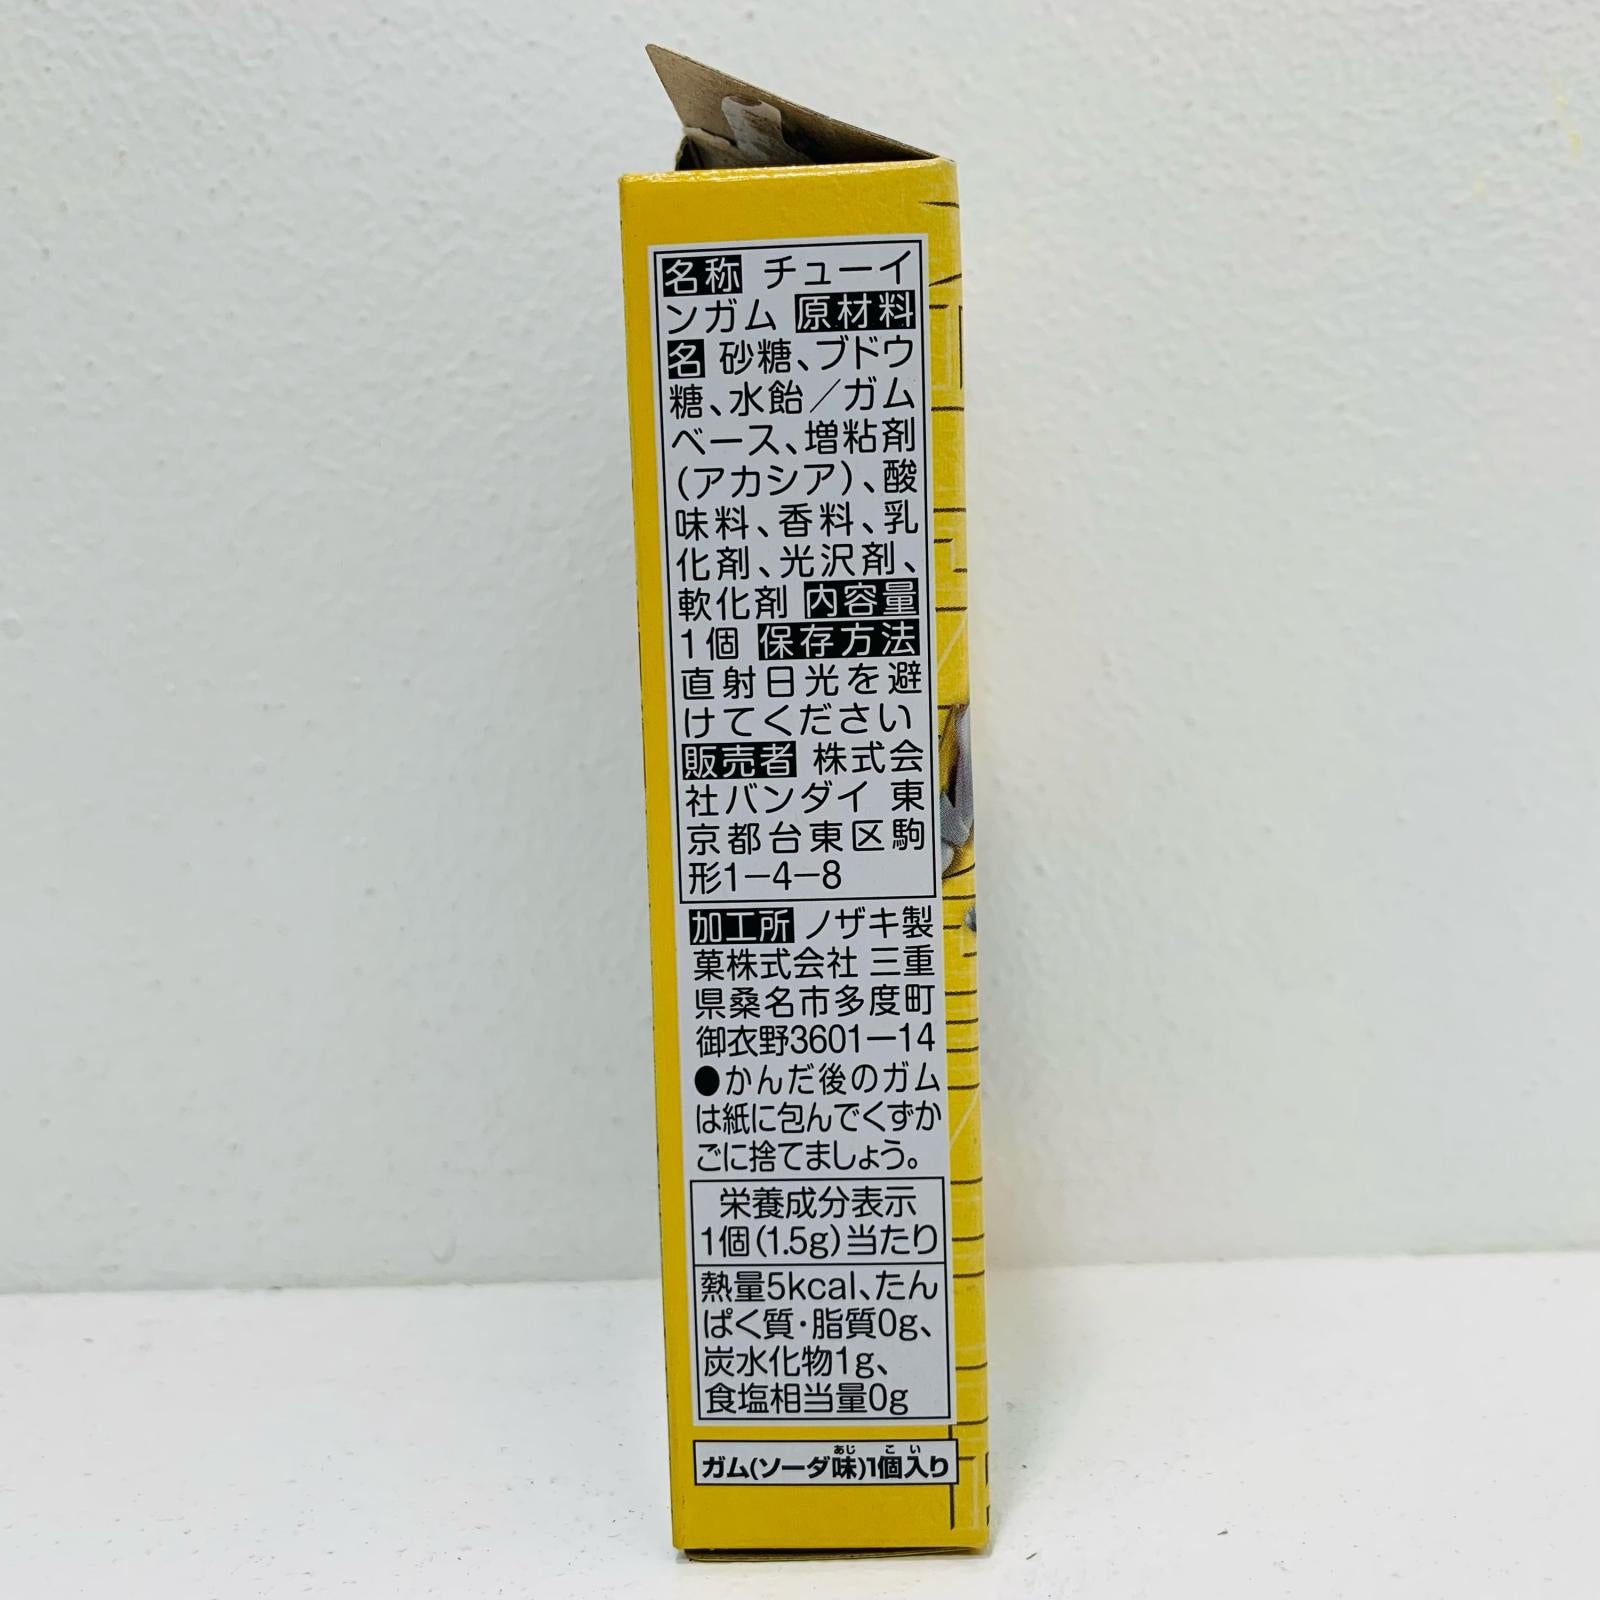 名称 チューイ
ンガム 原材料
名 砂糖、ブドウ
糖、水飴／ガム
ベース、増粘剤
(アカシア)、酸
味料、香料、乳
化剤、光沢剤、
軟化剤 内容量
1個 保存方法
直射日光を避
けてください
販売者 株式会
社バンダイ 東
京都台東区駒
形1−4−8
加工所 ノザキ製
菓株式会社 三重
県桑名市多度町
御衣野3601ー14
●かんだ後のガム
は紙に包んでくずか
ごに捨てましょう。
栄養成分表示
1個(1.5g)当たり
熱量5kcal、たん
ぱく質・脂質0g、
炭水化物1g、
食塩相当量0g
あじ こ い
ガム(ソーダ味)1個入り